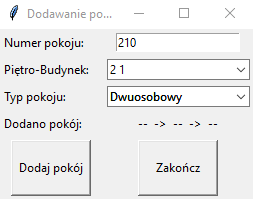 Dodawanie po...
Numer pokoju: 210
Piętro-Budynek: 2 1
Typ pokoju: Dwuosobowy
Dodano pokój: -- -> -- -> --
Dodaj pokój Zakończ